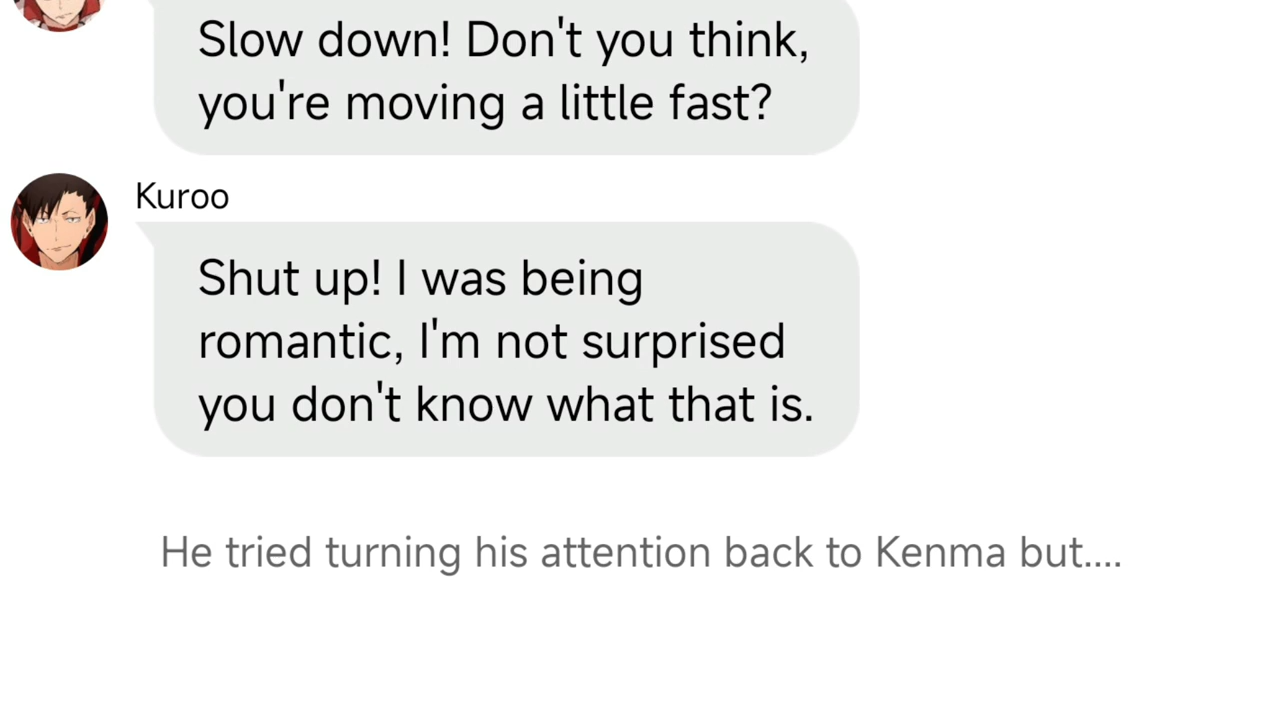 Slow down! Don't you think,
you're moving a little fast?
Kuroo
Shut up! I was being
romantic, I'm not surprised
you don't know what that is.
He tried turning his attention back to Kenma but....